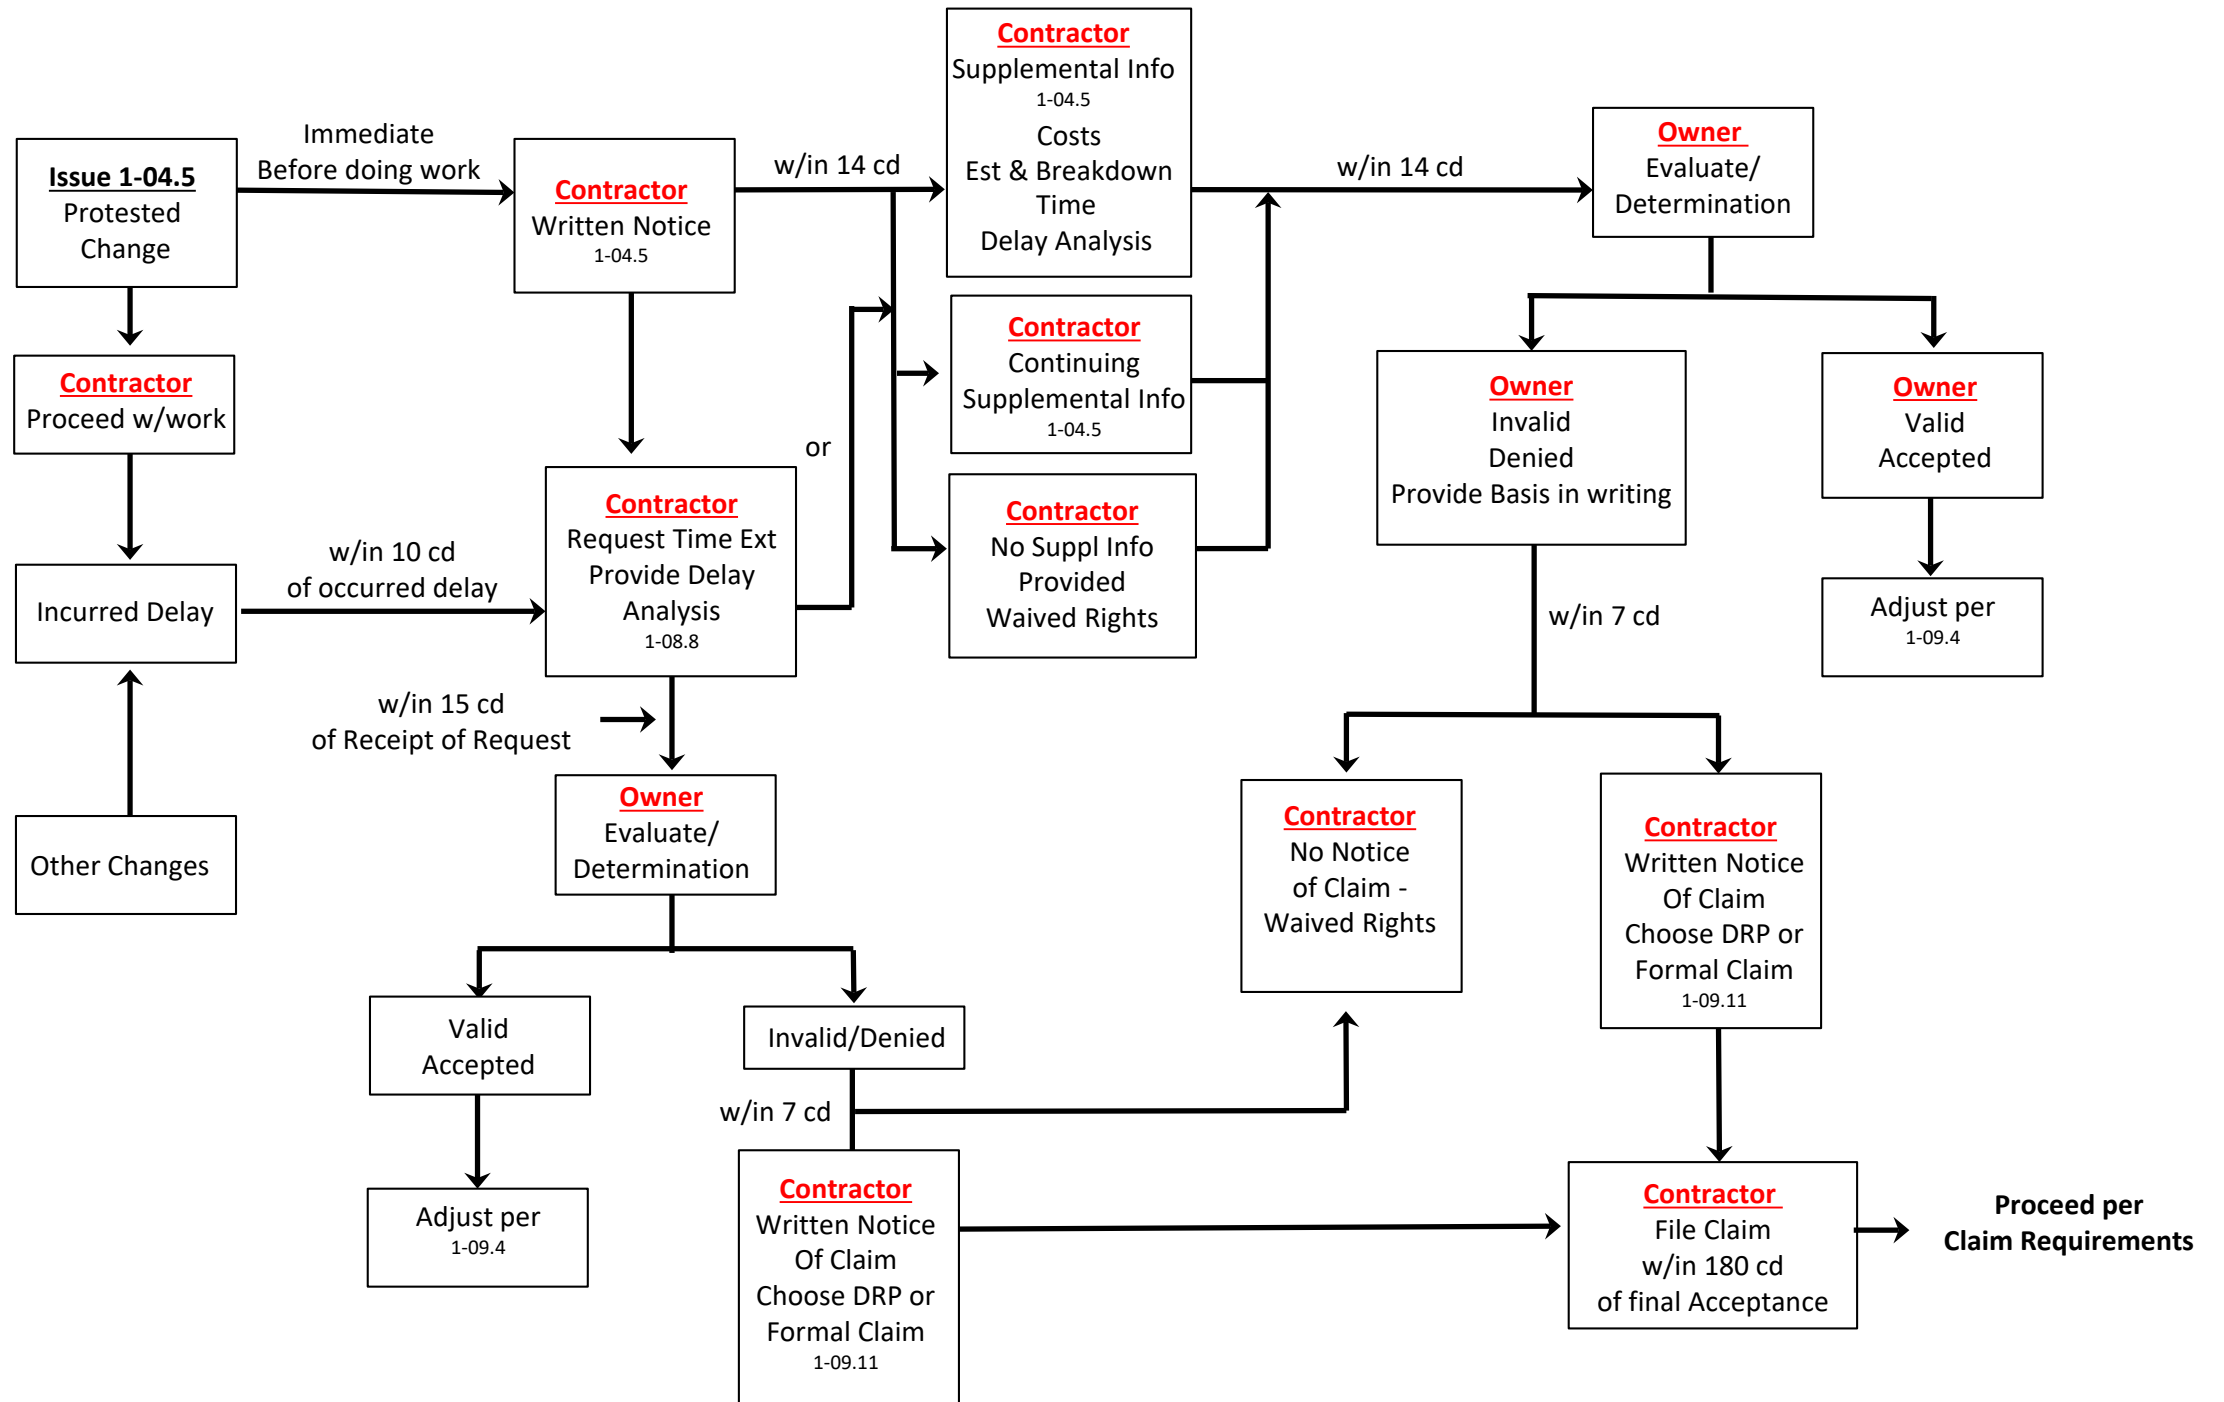 Issue 1-04.5
Protested
Change
Immediate
Before doing work
Contractor
Written Notice
1-04.5
w/in 14 cd
Contractor
Supplemental Info
1-04.5
Costs
Est & Breakdown
Time
Delay Analysis
w/in 14 cd
Owner
Evaluate/
Determination
Contractor
Proceed w/work
or
Contractor
Continuing
Supplemental Info
1-04.5
Owner
Invalid
Denied
Provide Basis in writing
Owner
Valid
Accepted
Incurred Delay
w/in 10 cd
of occurred delay
Contractor
Request Time Ext
Provide Delay
Analysis
1-08.8
Contractor
No Suppl Info
Provided
Waived Rights
w/in 7 cd
Adjust per
1-09.4
w/in 15 cd
of Receipt of Request
Other Changes
Owner
Evaluate/
Determination
Contractor
No Notice
of Claim -
Waived Rights
Contractor
Written Notice
Of Claim
Choose DRP or
Formal Claim
1-09.11
Valid
Accepted
Invalid/Denied
w/in 7 cd
Adjust per
1-09.4
Contractor
Written Notice
Of Claim
Choose DRP or
Formal Claim
1-09.11
Contractor
File Claim
w/in 180 cd
of final Acceptance
Proceed per
Claim Requirements